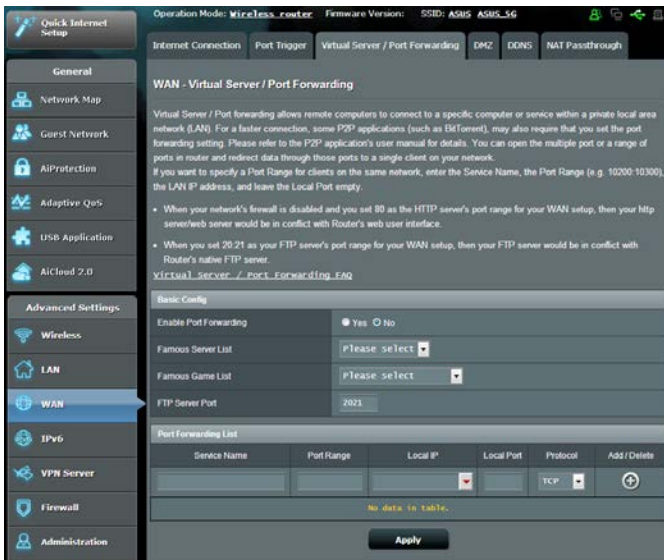 Quick Internet
Setup
Operation Mode: Wireless router Firmware Version: SSID: ASUS ASUS_5G
Internet Connection Port Trigger Virtual Server / Port Forwarding DMZ DDNS NAT Passthrough
General
Network Map
Guest Network
AiProtection
Adaptive QoS
USB Application
AiCloud 2.0
Advanced Settings
Wireless
LAN
WAN
IPv6
VPN Server
Firewall
Administration
WAN - Virtual Server / Port Forwarding
Virtual Server / Port forwarding allows remote computers to connect to a specific computer or service within a private local area
network (LAN). For a faster connection, some P2P applications (such as BitTorrent), may also require that you set the port
forwarding setting. Please refer to the P2P application's user manual for details. You can open the multiple port or a range of
ports in router and redirect data through those ports to a single client on your network.
If you want to specify a Port Range for clients on the same network, enter the Service Name, the Port Range (e.g. 10200:10300),
the LAN IP address, and leave the Local Port empty.
• When your network's firewall is disabled and you set 80 as the HTTP server's port range for your WAN setup, then your http
server/web server would be in conflict with Router's web user interface.
• When you set 20:21 as your FTP server's port range for your WAN setup, then your FTP server would be in conflict with
Router's native FTP server.
Virtual Server / Port Forwarding FAQ
Basic Config
Enable Port Forwarding Yes No
Famous Server List Please select
Famous Game List Please select
FTP Server Port 2021
Port Forwarding List
Service Name Port Range Local IP Local Port Protocol Add / Delete
TCP
No data in table.
Apply